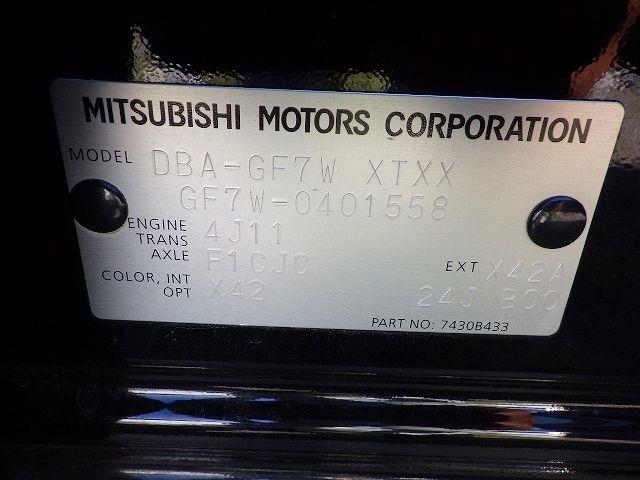 MITSUBISHI MOTORS CORPORATION
MODEL DBA-GF7W XTXX
GF7W-0401558
ENGINE 4J11
TRANS
AXLE F1CJC
EXT X42A
COLOR, INT X42
OPT 24J B00
PART NO: 7430B433